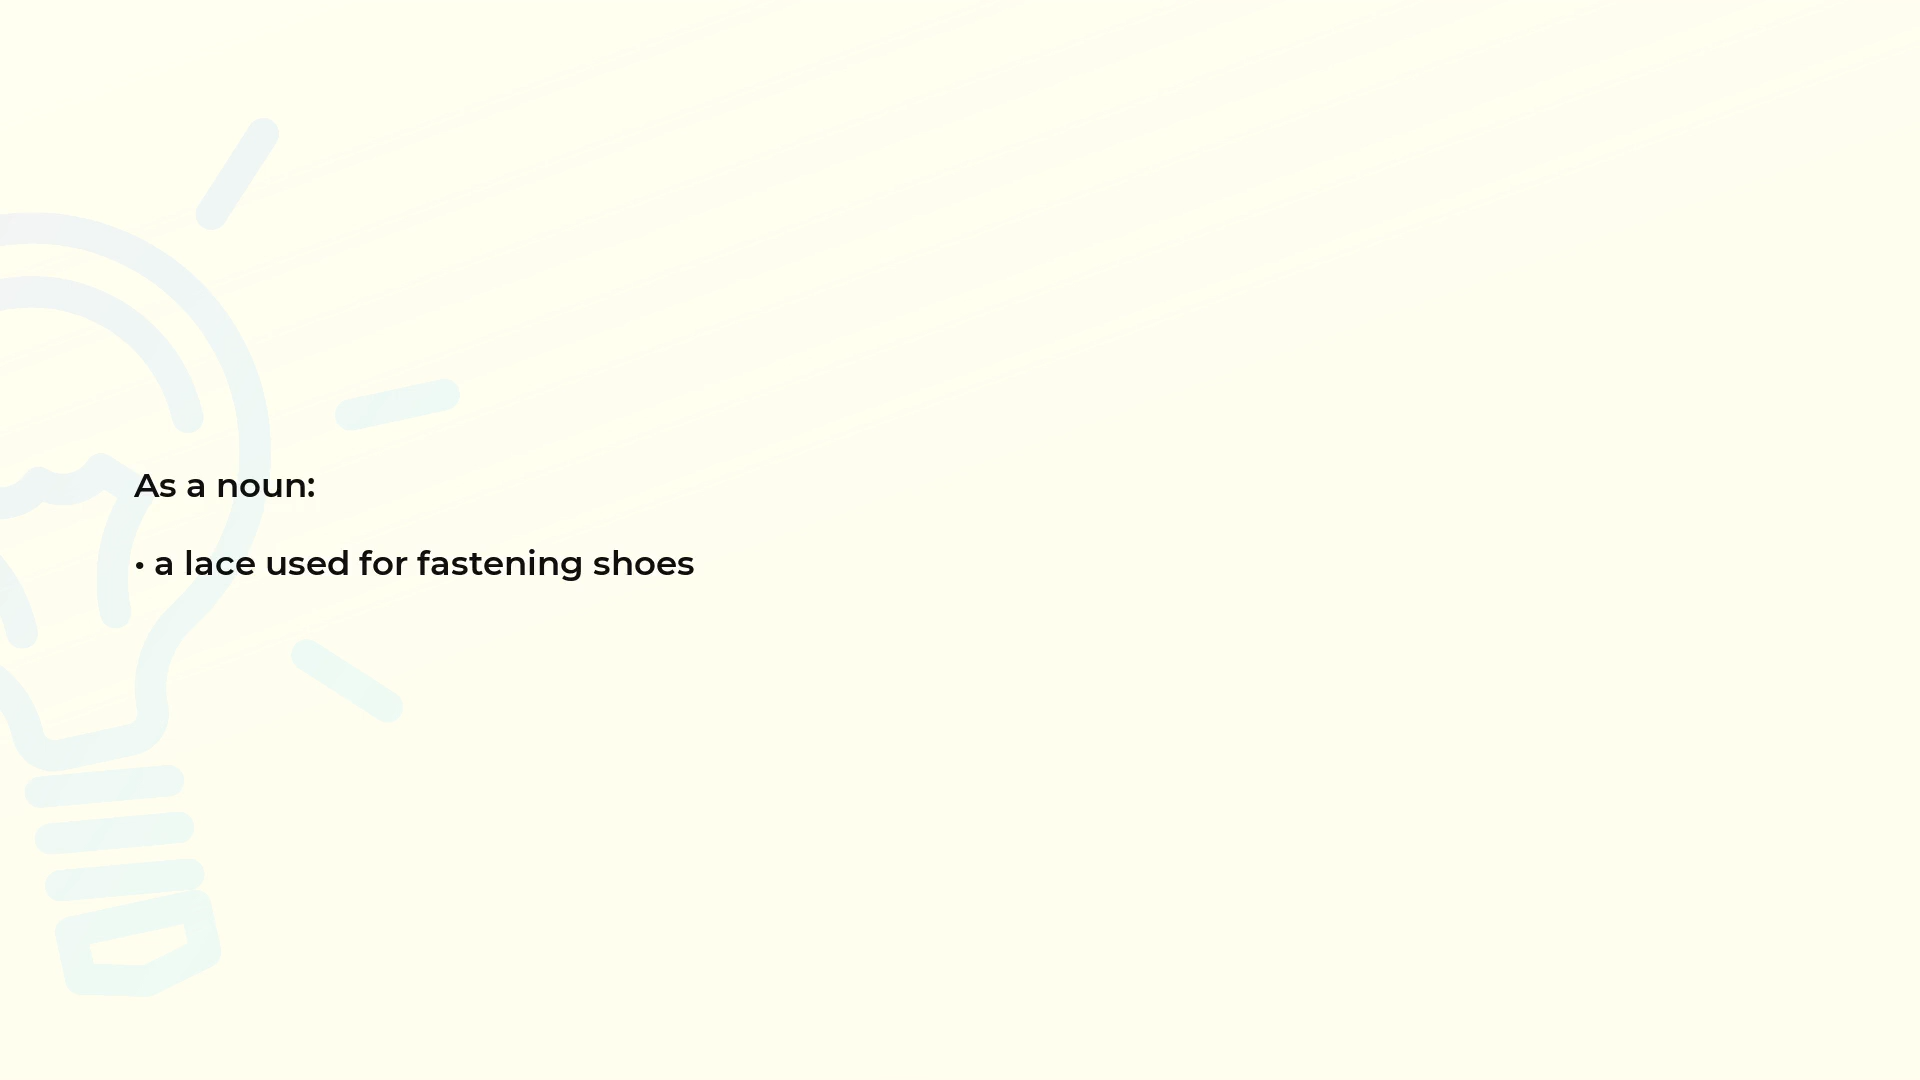 As a noun:
• a lace used for fastening shoes